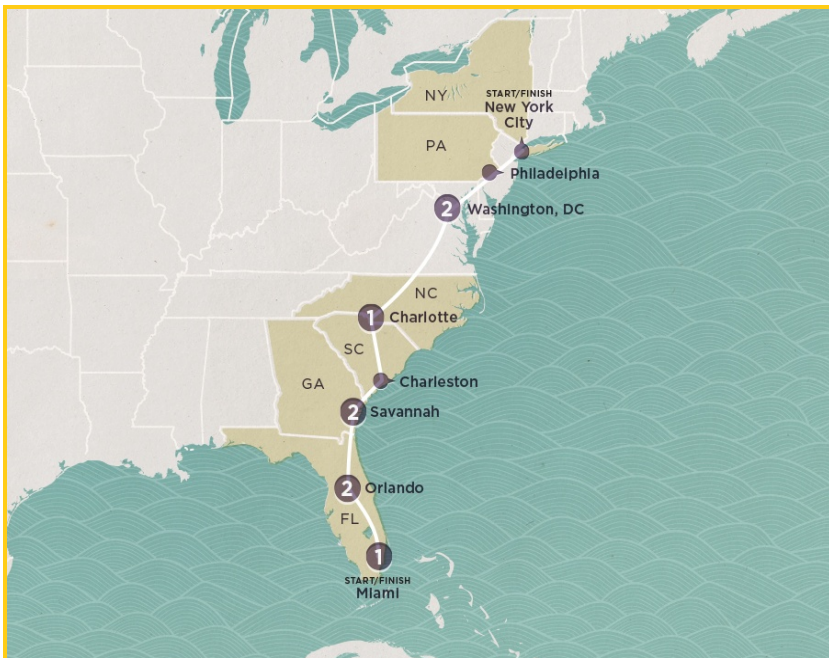 NY
START/FINISH
New York
City
PA
Philadelphia
2
Washington, DC
NC
1
Charlotte
SC
Charleston
GA
2
Savannah
2
Orlando
FL
1
START/FINISH
Miami